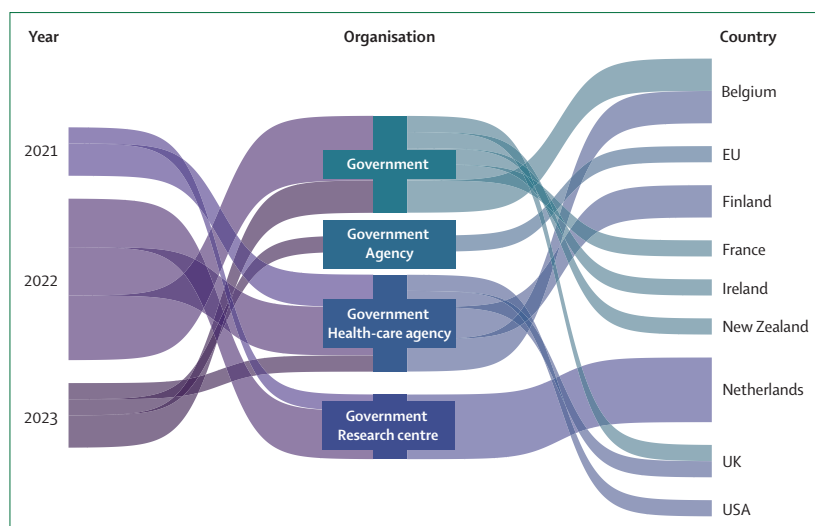 Year
Organisation
Country
2021
2022
2023
Government
Government
Agency
Government
Health-care agency
Government
Research centre
Belgium
EU
Finland
France
Ireland
New Zealand
Netherlands
UK
USA